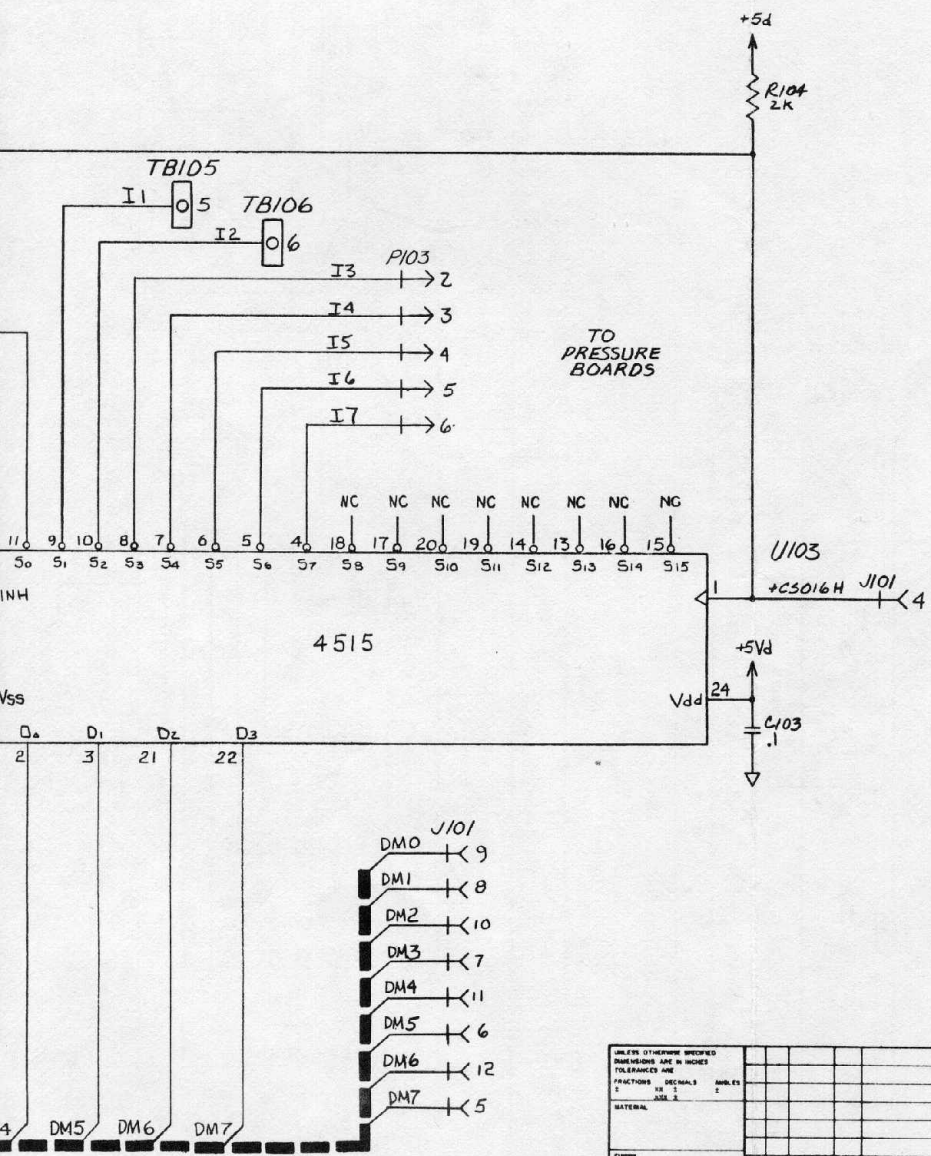 +5d
R104
2K
TB105
I1
5
TB106
I2
6
P103
I3
2
I4
3
I5
4
I6
5
I7
6
TO
PRESSURE
BOARDS
NC NC NC NC NC NC NC NC
11 9 10 8 7 6 5 4 18 17 20 19 14 13 16 15
S0 S1 S2 S3 S4 S5 S6 S7 S8 S9 S10 S11 S12 S13 S14 S15
U103
INH
1
+CS016H
J101
4
4515
+5Vd
VSS
Vdd
24
C103
.1
D0 D1 D2 D3
2 3 21 22
J101
DM0
9
DM1
8
DM2
10
DM3
7
DM4
11
DM5
6
DM6
12
DM7
5
4 DM5 DM6 DM7
UNLESS OTHERWISE SPECIFIED
DIMENSIONS ARE IN INCHES
TOLERANCES ARE
FRACTIONS DECIMALS ANGLES
± .XX ± ±
.XXX ±
MATERIAL